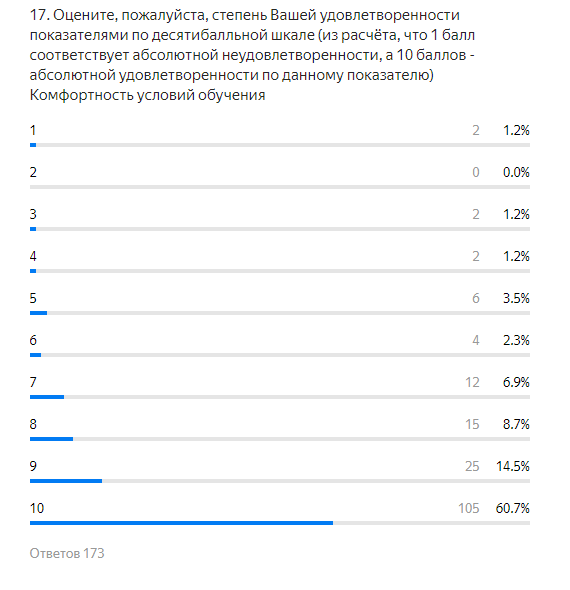 17. Оцените, пожалуйста, степень Вашей удовлетворенности
показателями по десятибалльной шкале (из расчёта, что 1 балл
соответствует абсолютной неудовлетворенности, а 10 баллов -
абсолютной удовлетворенности по данному показателю)
Комфортность условий обучения
1 2 1.2%
2 0 0.0%
3 2 1.2%
4 2 1.2%
5 6 3.5%
6 4 2.3%
7 12 6.9%
8 15 8.7%
9 25 14.5%
10 105 60.7%
Ответов 173